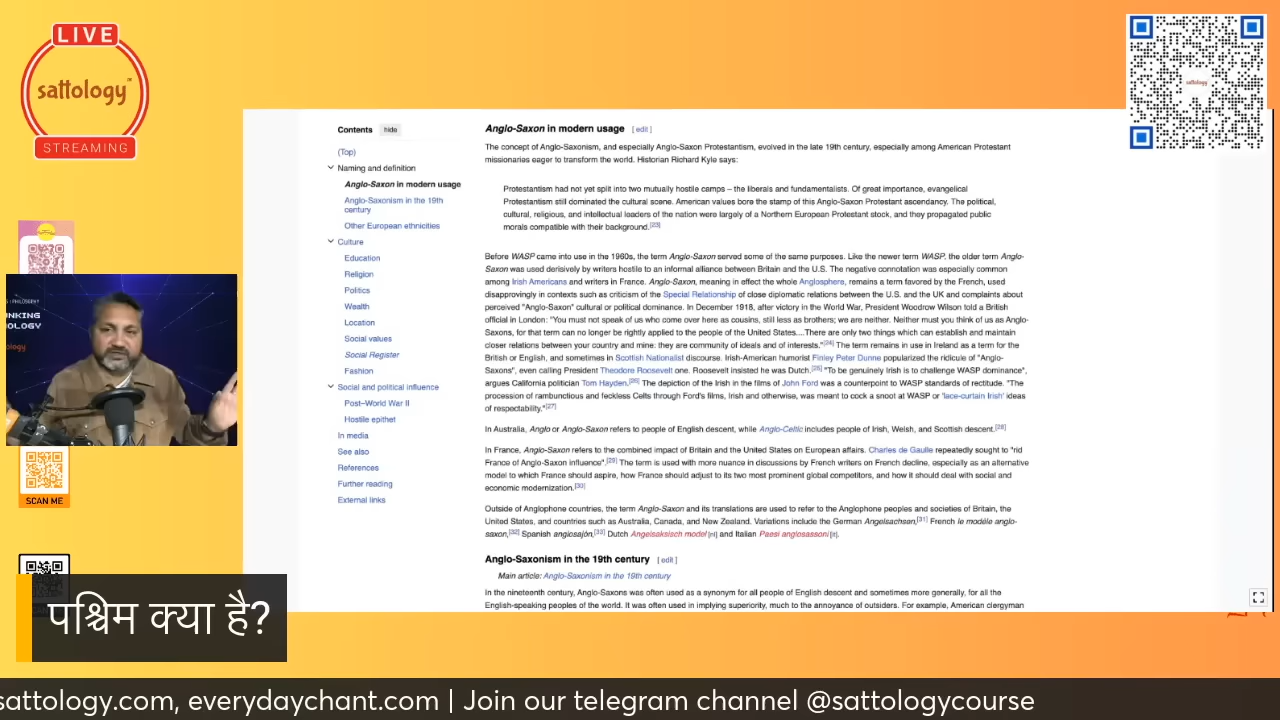 LIVE
sattology™
STREAMING
sattology
Contents hide
(Top)
Naming and definition
Anglo-Saxon in modern usage
Anglo-Saxonism in the 19th
century
Other European ethnicities
Culture
Education
Religion
Politics
Wealth
Location
Social values
Social Register
Fashion
Social and political influence
Post–World War II
Hostile epithet
In media
See also
References
Further reading
External links
Anglo-Saxon in modern usage [ edit ]
The concept of Anglo-Saxonism, and especially Anglo-Saxon Protestantism, evolved in the late 19th century, especially among American Protestant
missionaries eager to transform the world. Historian Richard Kyle says:
Protestantism had not yet split into two mutually hostile camps – the liberals and fundamentalists. Of great importance, evangelical
Protestantism still dominated the cultural scene. American values bore the stamp of this Anglo-Saxon Protestant ascendancy. The political,
cultural, religious, and intellectual leaders of the nation were largely of a Northern European Protestant stock, and they propagated public
morals compatible with their background.[23]
Before WASP came into use in the 1960s, the term Anglo-Saxon served some of the same purposes. Like the newer term WASP, the older term Anglo-
Saxon was used derisively by writers hostile to an informal alliance between Britain and the U.S. The negative connotation was especially common
among Irish Americans and writers in France. Anglo-Saxon, meaning in effect the whole Anglosphere, remains a term favored by the French, used
disapprovingly in contexts such as criticism of the Special Relationship of close diplomatic relations between the U.S. and the UK and complaints about
perceived "Anglo-Saxon" cultural or political dominance. In December 1918, after victory in the World War, President Woodrow Wilson told a British
official in London: "You must not speak of us who come over here as cousins, still less as brothers; we are neither. Neither must you think of us as Anglo-
Saxons, for that term can no longer be rightly applied to the people of the United States....There are only two things which can establish and maintain
closer relations between your country and mine: they are community of ideals and of interests."[24] The term remains in use in Ireland as a term for the
British or English, and sometimes in Scottish Nationalist discourse. Irish-American humorist Finley Peter Dunne popularized the ridicule of "Anglo-
Saxons", even calling President Theodore Roosevelt one. Roosevelt insisted he was Dutch.[25] "To be genuinely Irish is to challenge WASP dominance",
argues California politician Tom Hayden.[26] The depiction of the Irish in the films of John Ford was a counterpoint to WASP standards of rectitude. "The
procession of rambunctious and feckless Celts through Ford's films, Irish and otherwise, was meant to cock a snoot at WASP or 'lace-curtain Irish' ideas
of respectability."[27]
In Australia, Anglo or Anglo-Saxon refers to people of English descent, while Anglo-Celtic includes people of Irish, Welsh, and Scottish descent.[28]
In France, Anglo-Saxon refers to the combined impact of Britain and the United States on European affairs. Charles de Gaulle repeatedly sought to "rid
France of Anglo-Saxon influence".[29] The term is used with more nuance in discussions by French writers on French decline, especially as an alternative
model to which France should aspire, how France should adjust to its two most prominent global competitors, and how it should deal with social and
economic modernization.[30]
Outside of Anglophone countries, the term Anglo-Saxon and its translations are used to refer to the Anglophone peoples and societies of Britain, the
United States, and countries such as Australia, Canada, and New Zealand. Variations include the German Angelsachsen,[31] French le modèle anglo-
saxon,[32] Spanish anglosajón,[33] Dutch Angelsaksisch model [nl] and Italian Paesi anglosassoni [it].
Anglo-Saxonism in the 19th century [ edit ]
Main article: Anglo-Saxonism in the 19th century
In the nineteenth century, Anglo-Saxons was often used as a synonym for all people of English descent and sometimes more generally, for all the
English-speaking peoples of the world. It was often used in implying superiority, much to the annoyance of outsiders. For example, American clergyman
SCAN ME
पश्चिम क्या है?
sattology.com, everydaychant.com | Join our telegram channel @sattologycourse